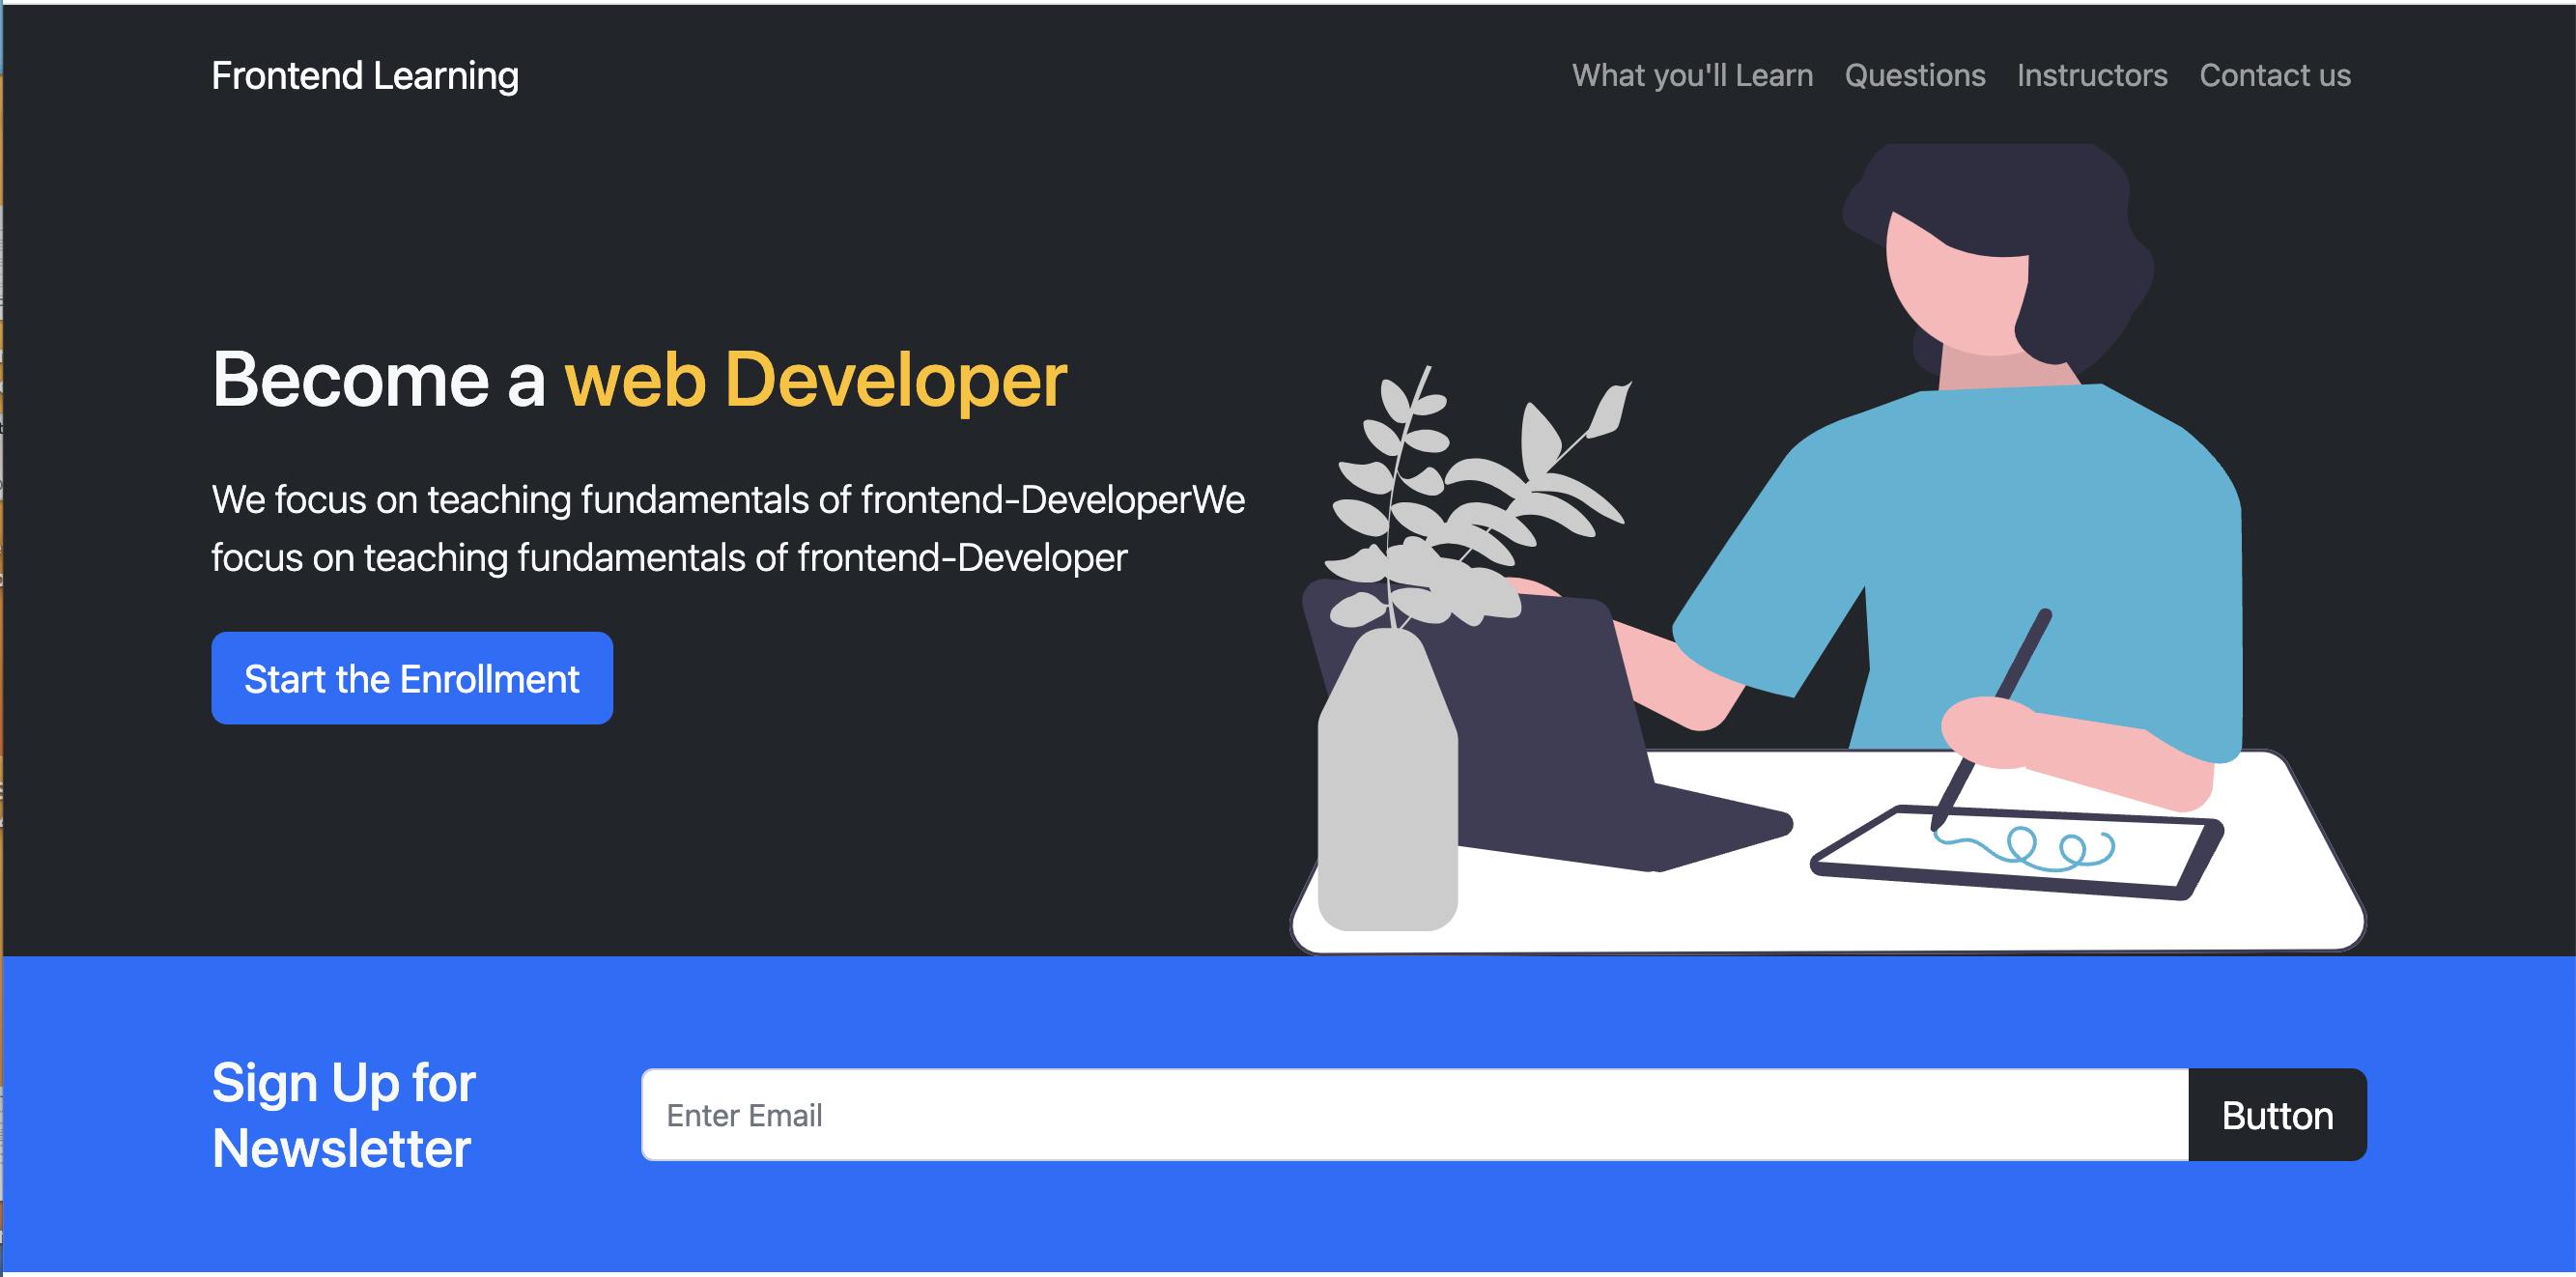 Frontend Learning
What you'll Learn Questions Instructors Contact us
Become a web Developer
We focus on teaching fundamentals of frontend-DeveloperWe
focus on teaching fundamentals of frontend-Developer
Start the Enrollment
Sign Up for
Newsletter
Enter Email
Button